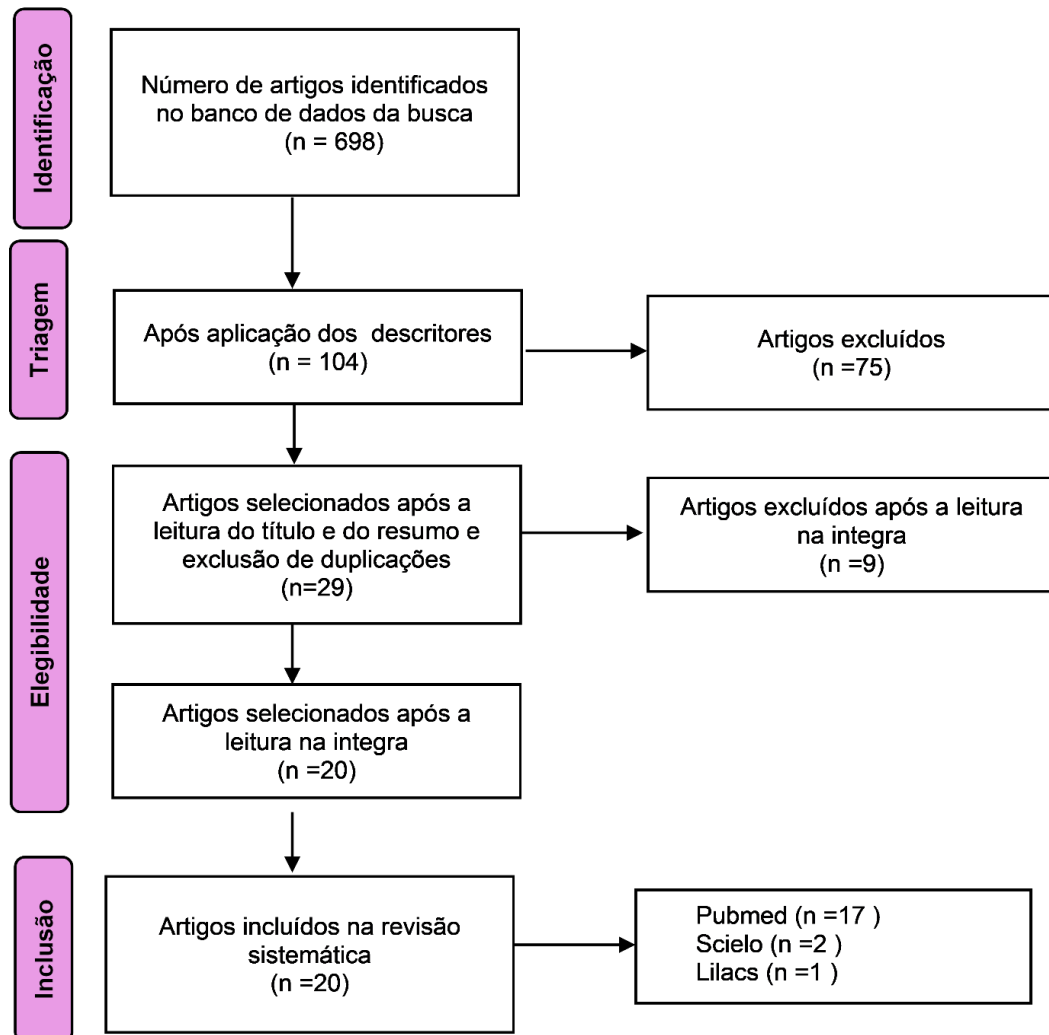 Identificação
Número de artigos identificados
no banco de dados da busca
(n = 698)
Triagem
Após aplicação dos descritores
(n = 104)
Artigos excluídos
(n =75)
Elegibilidade
Artigos selecionados após a
leitura do título e do resumo e
exclusão de duplicações
(n=29)
Artigos excluídos após a leitura
na integra
(n =9)
Artigos selecionados após a
leitura na integra
(n =20)
Inclusão
Artigos incluídos na revisão
sistemática
(n =20)
Pubmed (n =17 )
Scielo (n =2 )
Lilacs (n =1 )